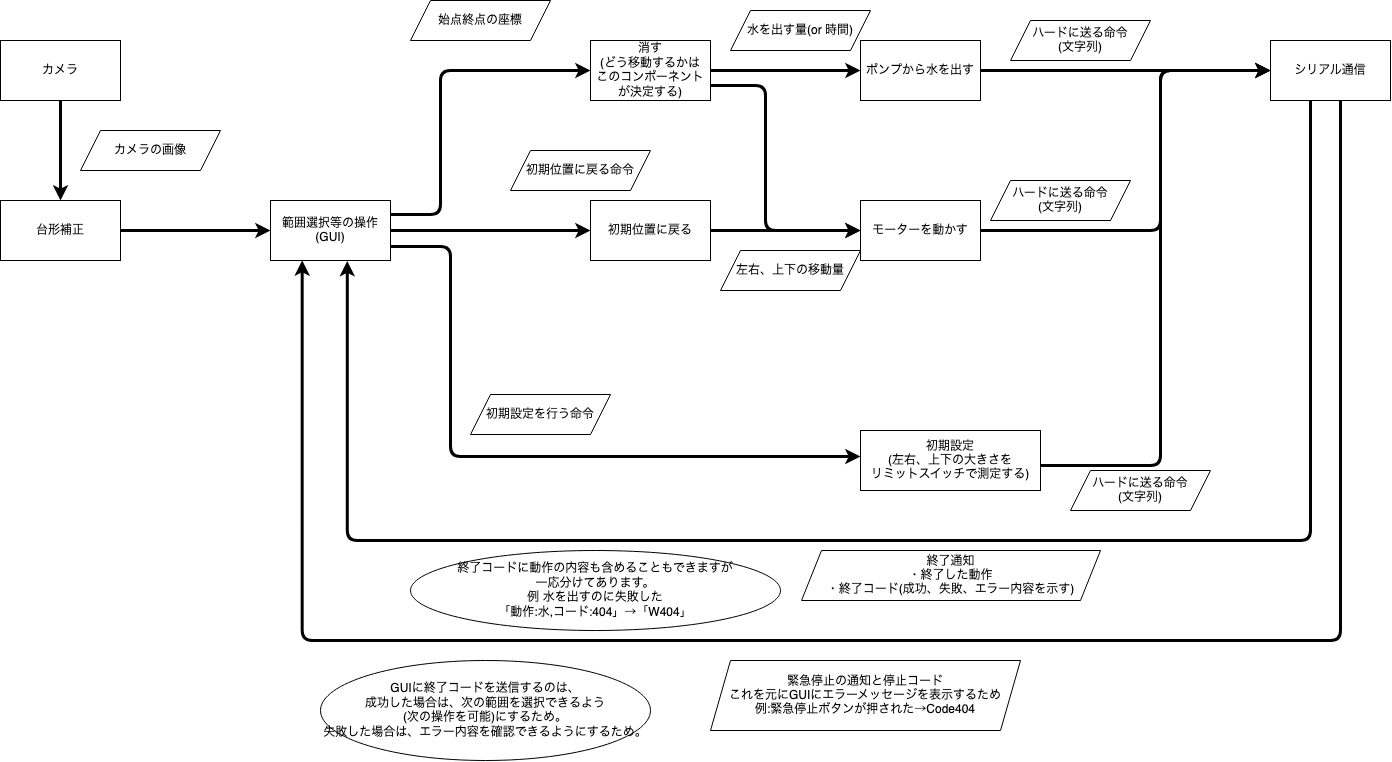 始点終点の座標
水を出す量(or 時間)
ハードに送る命令
(文字列)
カメラ
消す
(どう移動するかは
このコンポーネント
が決定する)
ポンプから水を出す
シリアル通信
カメラの画像
初期位置に戻る命令
ハードに送る命令
(文字列)
台形補正
範囲選択等の操作
(GUI)
初期位置に戻る
モーターを動かす
左右、上下の移動量
初期設定を行う命令
初期設定
(左右、上下の大きさを
リミットスイッチで測定する)
ハードに送る命令
(文字列)
終了コードに動作の内容も含めることもできますが
一応分けてあります。
例 水を出すのに失敗した
「動作:水,コード:404」→「W404」
終了通知
・終了した動作
・終了コード(成功、失敗、エラー内容を示す)
GUIに終了コードを送信するのは、
成功した場合は、次の範囲を選択できるよう
(次の操作を可能)にするため。
失敗した場合は、エラー内容を確認できるようにするため。
緊急停止の通知と停止コード
これを元にGUIにエラーメッセージを表示するため
例:緊急停止ボタンが押された→Code404